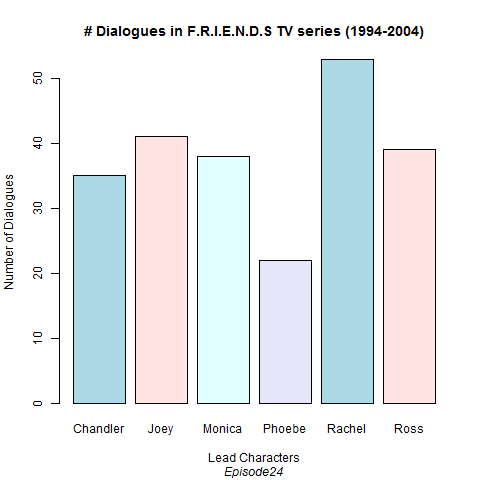 # Dialogues in F.R.I.E.N.D.S TV series (1994-2004)
Number of Dialogues
50
40
30
20
10
0
Chandler Joey Monica Phoebe Rachel Ross
Lead Characters
Episode24